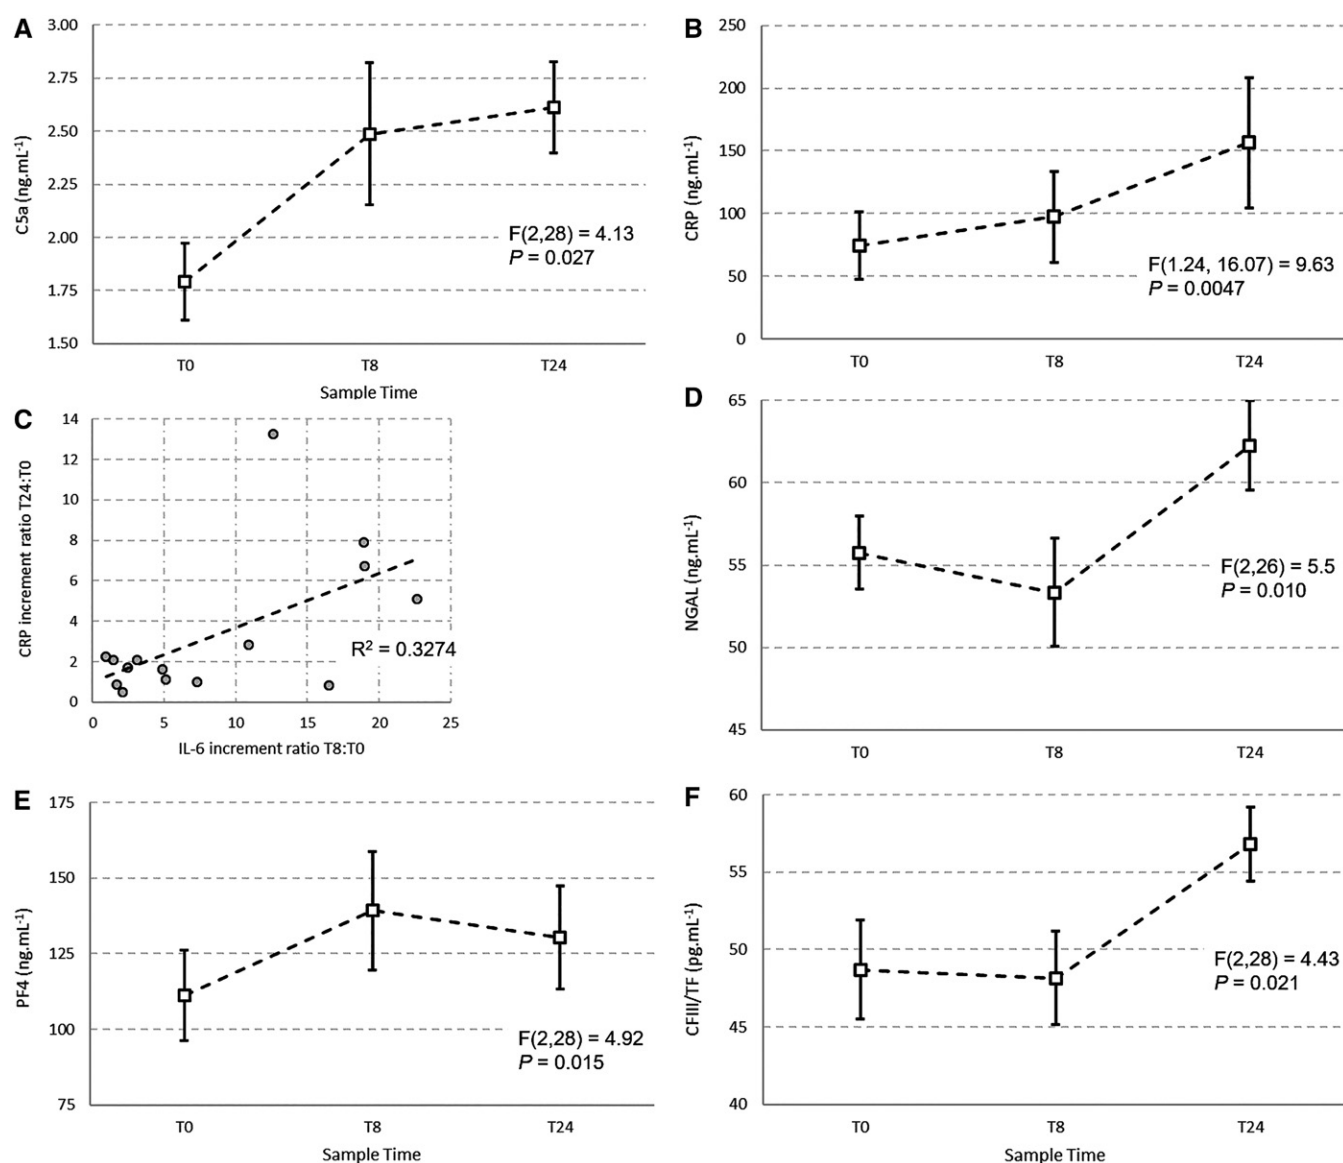 A
3.00
2.75
2.50
2.25
2.00
1.75
1.50
C5a (ng.mL⁻¹)
F(2,28) = 4.13
P = 0.027
T0 T8 T24
Sample Time
B
250
200
150
100
50
0
CRP (ng.mL⁻¹)
F(1.24, 16.07) = 9.63
P = 0.0047
T0 T8 T24
C
14
12
10
8
6
4
2
0
CRP increment ratio T24:T0
R² = 0.3274
0 5 10 15 20 25
IL-6 increment ratio T8:T0
D
65
60
55
50
45
NGAL (ng.mL⁻¹)
F(2,26) = 5.5
P = 0.010
T0 T8 T24
E
175
150
125
100
75
PF4 (ng.mL⁻¹)
F(2,28) = 4.92
P = 0.015
T0 T8 T24
Sample Time
F
60
55
50
45
40
CFIII/TF (pg.mL⁻¹)
F(2,28) = 4.43
P = 0.021
T0 T8 T24
Sample Time